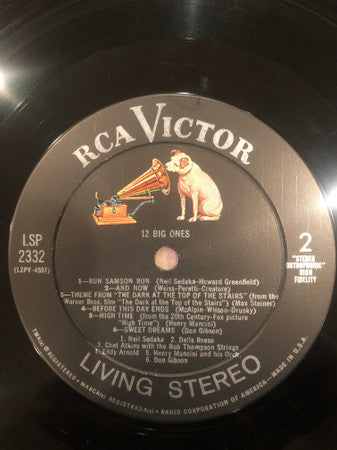 RCA VICTOR
LSP
2332
(L2PY-4597)
12 BIG ONES
2
"STEREO
ORTHOPHONIC"
HIGH
FIDELITY
1—RUN SAMSON RUN (Neil Sedaka-Howard Greenfield)
2—AND NOW (Weiss-Peretti-Creatore)
3—THEME FROM "THE DARK AT THE TOP OF THE STAIRS" (from the
Warner Bros. film "The Dark at the Top of the Stairs") (Max Steiner)
4—BEFORE THIS DAY ENDS (McAlpin-Wilson-Drusky)
5—HIGH TIME (from the 20th Century-Fox picture
"High Time") (Henry Mancini)
6—SWEET DREAMS (Don Gibson)
1 Neil Sedaka 2 Della Reese
3 Chet Atkins with the Bob Thompson Strings
4 Eddy Arnold 5 Henry Mancini and his Orch.
6 Don Gibson
LIVING STEREO
TMK(s) ® REGISTERED • MARCA(s) REGISTRADA(s) • RADIO CORPORATION OF AMERICA—MADE IN U.S.A.